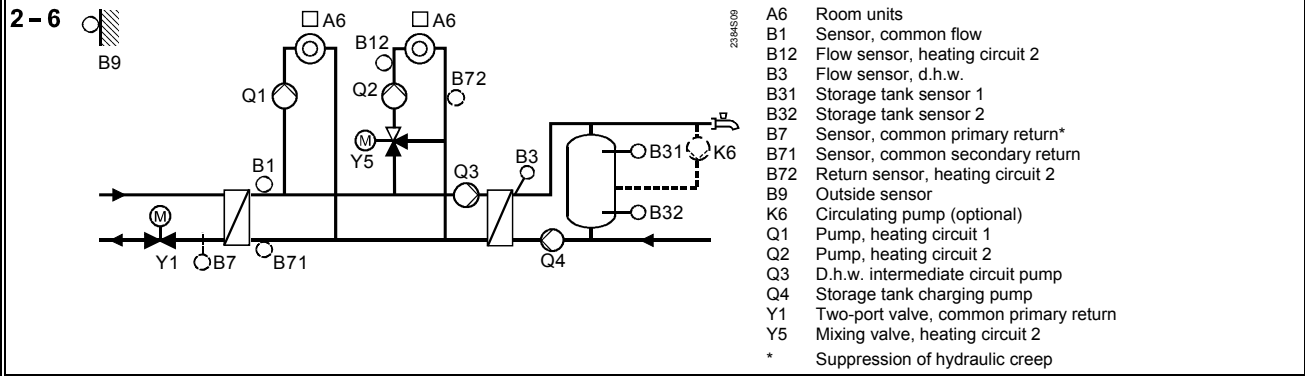 2–6
B9
A6
A6
B12
B72
Q1
Q2
M
Y5
B1
Q3
B3
B31
K6
B32
M
Y1
B7
B71
Q4
2384S09
A6 Room units
B1 Sensor, common flow
B12 Flow sensor, heating circuit 2
B3 Flow sensor, d.h.w.
B31 Storage tank sensor 1
B32 Storage tank sensor 2
B7 Sensor, common primary return*
B71 Sensor, common secondary return
B72 Return sensor, heating circuit 2
B9 Outside sensor
K6 Circulating pump (optional)
Q1 Pump, heating circuit 1
Q2 Pump, heating circuit 2
Q3 D.h.w. intermediate circuit pump
Q4 Storage tank charging pump
Y1 Two-port valve, common primary return
Y5 Mixing valve, heating circuit 2
* Suppression of hydraulic creep